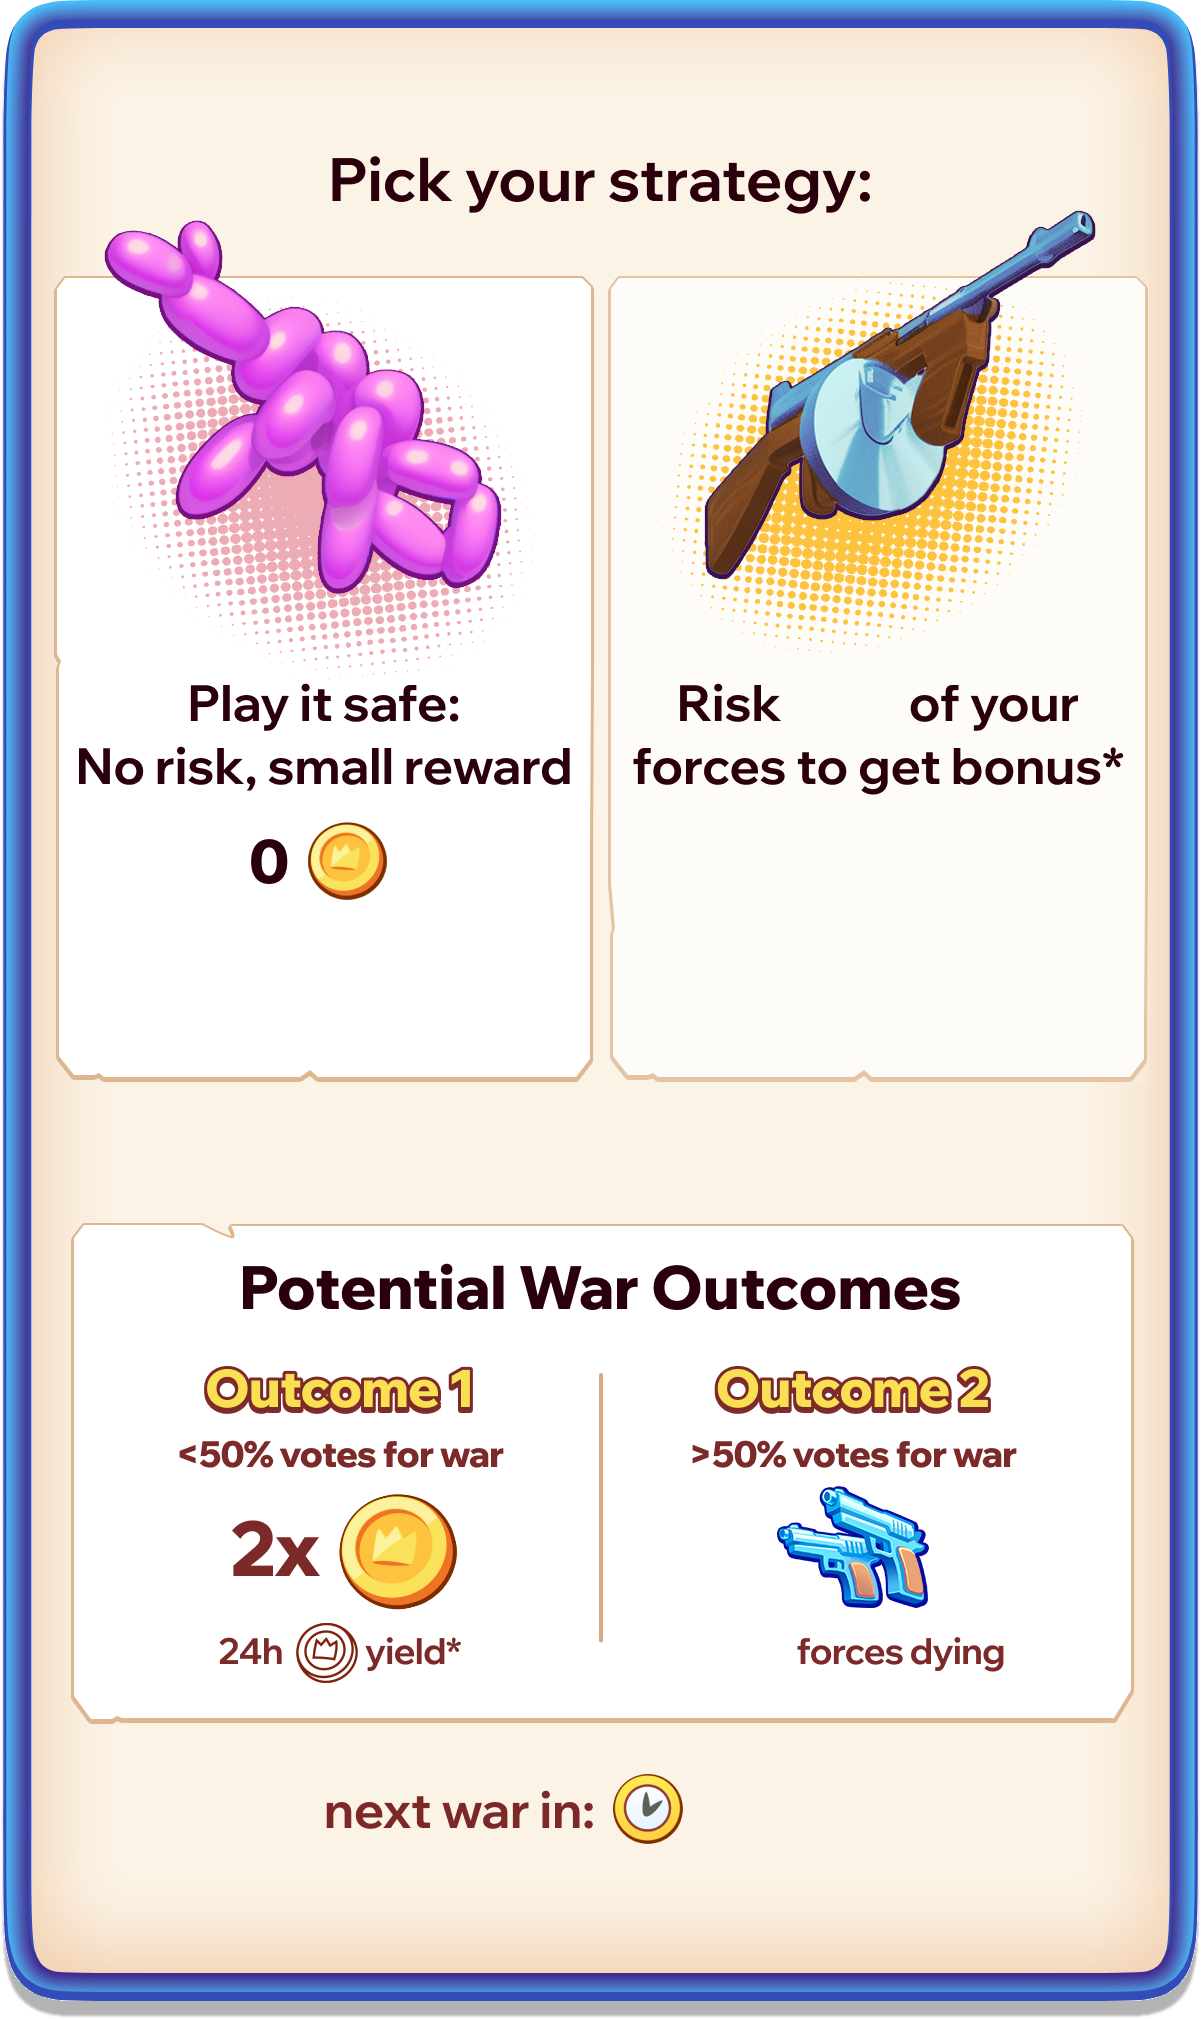 Pick your strategy:
Play it safe:
No risk, small reward
0
Risk of your
forces to get bonus*
Potential War Outcomes
Outcome 1
<50% votes for war
2x
24h yield*
Outcome 2
>50% votes for war
forces dying
next war in: